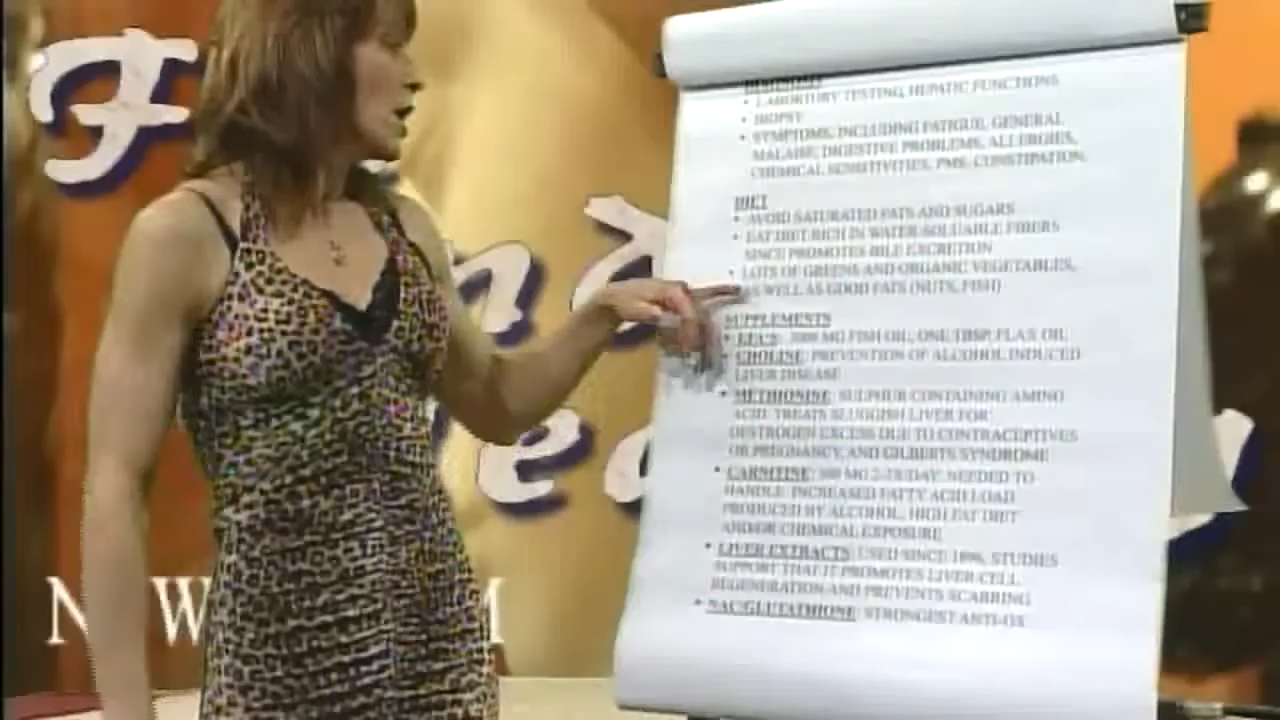 DIAGNOSIS
• LABORTORY TESTING, HEPATIC FUNCTIONS
• BIOPSY
• SYMPTOMS, INCLUDING FATIGUE, GENERAL
MALAISE, DIGESTIVE PROBLEMS, ALLERGIES,
CHEMICAL SENSITIVITIES, PMS, CONSTIPATION,
DIET
• AVOID SATURATED FATS AND SUGARS
• EAT DIET RICH IN WATER-SOLUABLE FIBERS
SINCE PROMOTES BILE EXCRETION
• LOTS OF GREENS AND ORGANIC VEGETABLES,
AS WELL AS GOOD FATS (NUTS, FISH)
SUPPLEMENTS
• MG FISH OIL, ONE TBSP, FLAX OIL
• CHOLINE: PREVENTION OF ALCOHOL INDUCED
LIVER DISEASE
• METHIONINE: SULPHUR CONTAINING AMINO
ACID. TREATS SLUGGISH LIVER FOR
OESTROGEN EXCESS DUE TO CONTRACEPTIVES
OR PREGNANCY, AND GILBERTS SYNDROME
• CARNITINE: MG 2-3X/DAY. NEEDED TO
HANDLE INCREASED FATTY ACID LOAD
PRODUCED BY ALCOHOL, HIGH FAT DIET
AND/OR CHEMICAL EXPOSURE
• LIVER EXTRACTS: USED SINCE 1896, STUDIES
SUPPORT THAT IT PROMOTES LIVER CELL
REGENERATION AND PREVENTS SCARRING
• NAC/GLUTATHIONE: STRONGEST ANTI-OX